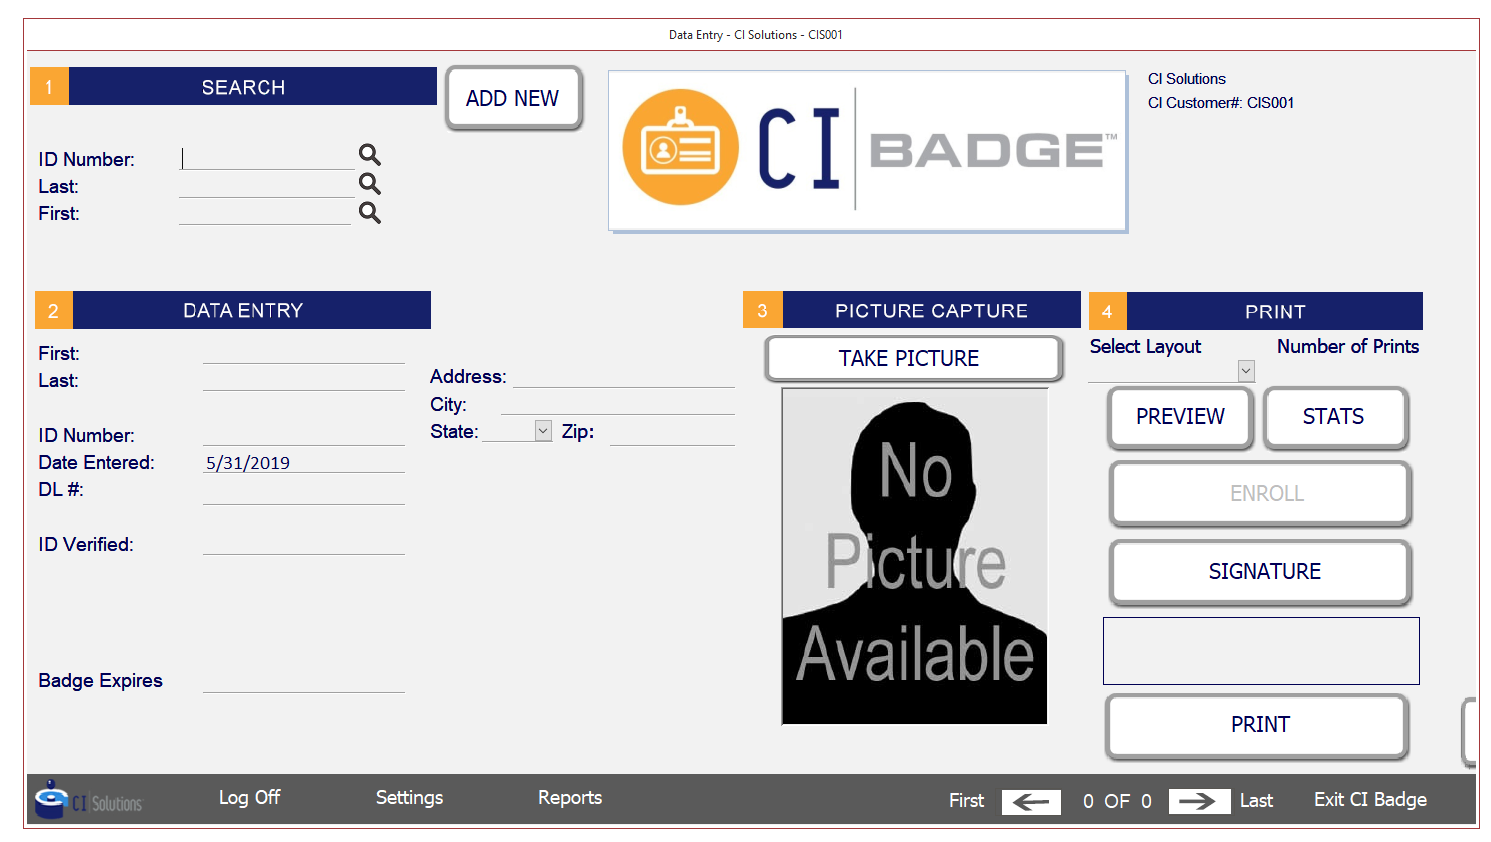 Data Entry - CI Solutions - CIS001
1 SEARCH
ADD NEW
CI BADGE™
CI Solutions
CI Customer#: CIS001
ID Number:
Last:
First:
2 DATA ENTRY
First:
Last:
ID Number:
Date Entered: 5/31/2019
DL #:
ID Verified:
Badge Expires
Address:
City:
State: Zip:
3 PICTURE CAPTURE
TAKE PICTURE
No
Picture
Available
4 PRINT
Select Layout Number of Prints
PREVIEW STATS
ENROLL
SIGNATURE
PRINT
CI Solutions Log Off Settings Reports First 0 OF 0 Last Exit CI Badge